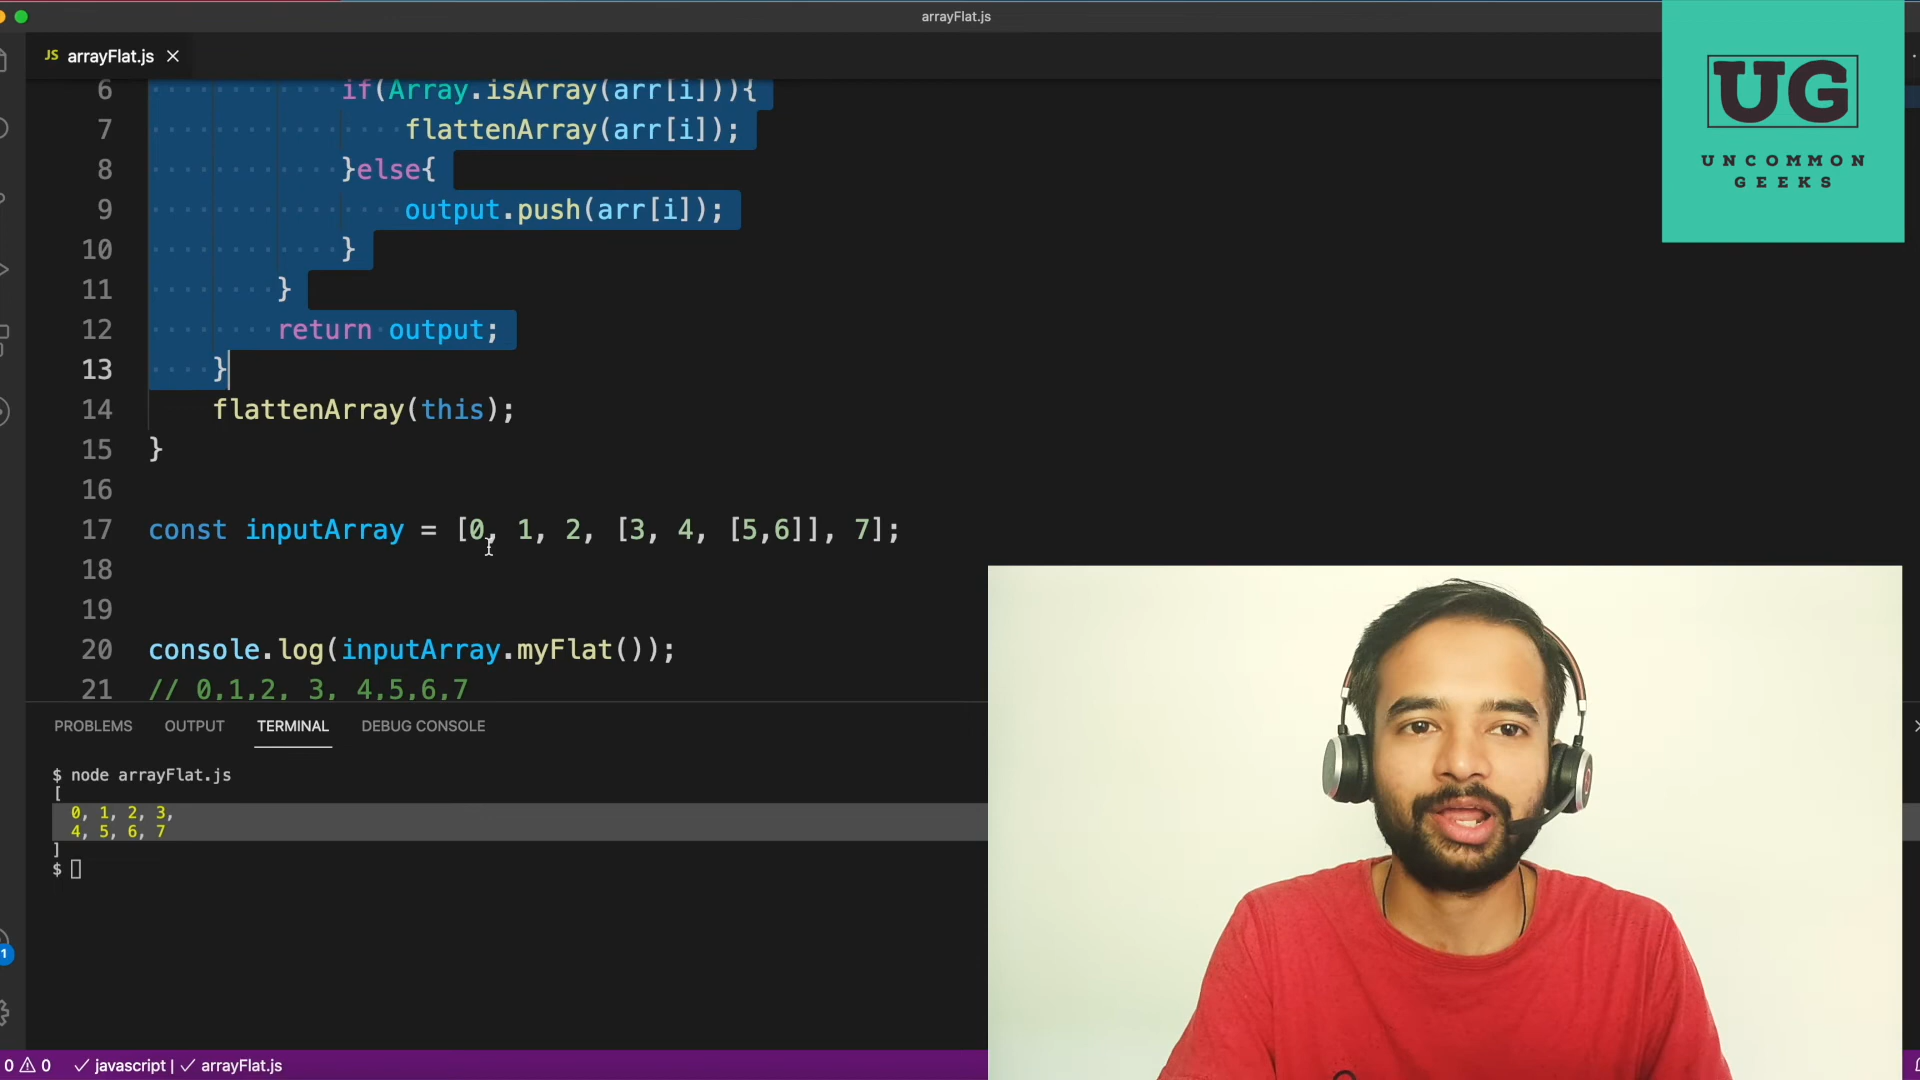 arrayFlat.js
JS arrayFlat.js
UG
UNCOMMON
GEEKS
6 if(Array.isArray(arr[i])){
7 flattenArray(arr[i]);
8 }else{
9 output.push(arr[i]);
10 }
11 }
12 return output;
13 }
14 flattenArray(this);
15 }
16
17 const inputArray = [0, 1, 2, [3, 4, [5,6]], 7];
18
19
20 console.log(inputArray.myFlat());
21 // 0,1,2, 3, 4,5,6,7
PROBLEMS OUTPUT TERMINAL DEBUG CONSOLE
$ node arrayFlat.js
[
0, 1, 2, 3,
4, 5, 6, 7
]
$
1
0 0 javascript | arrayFlat.js